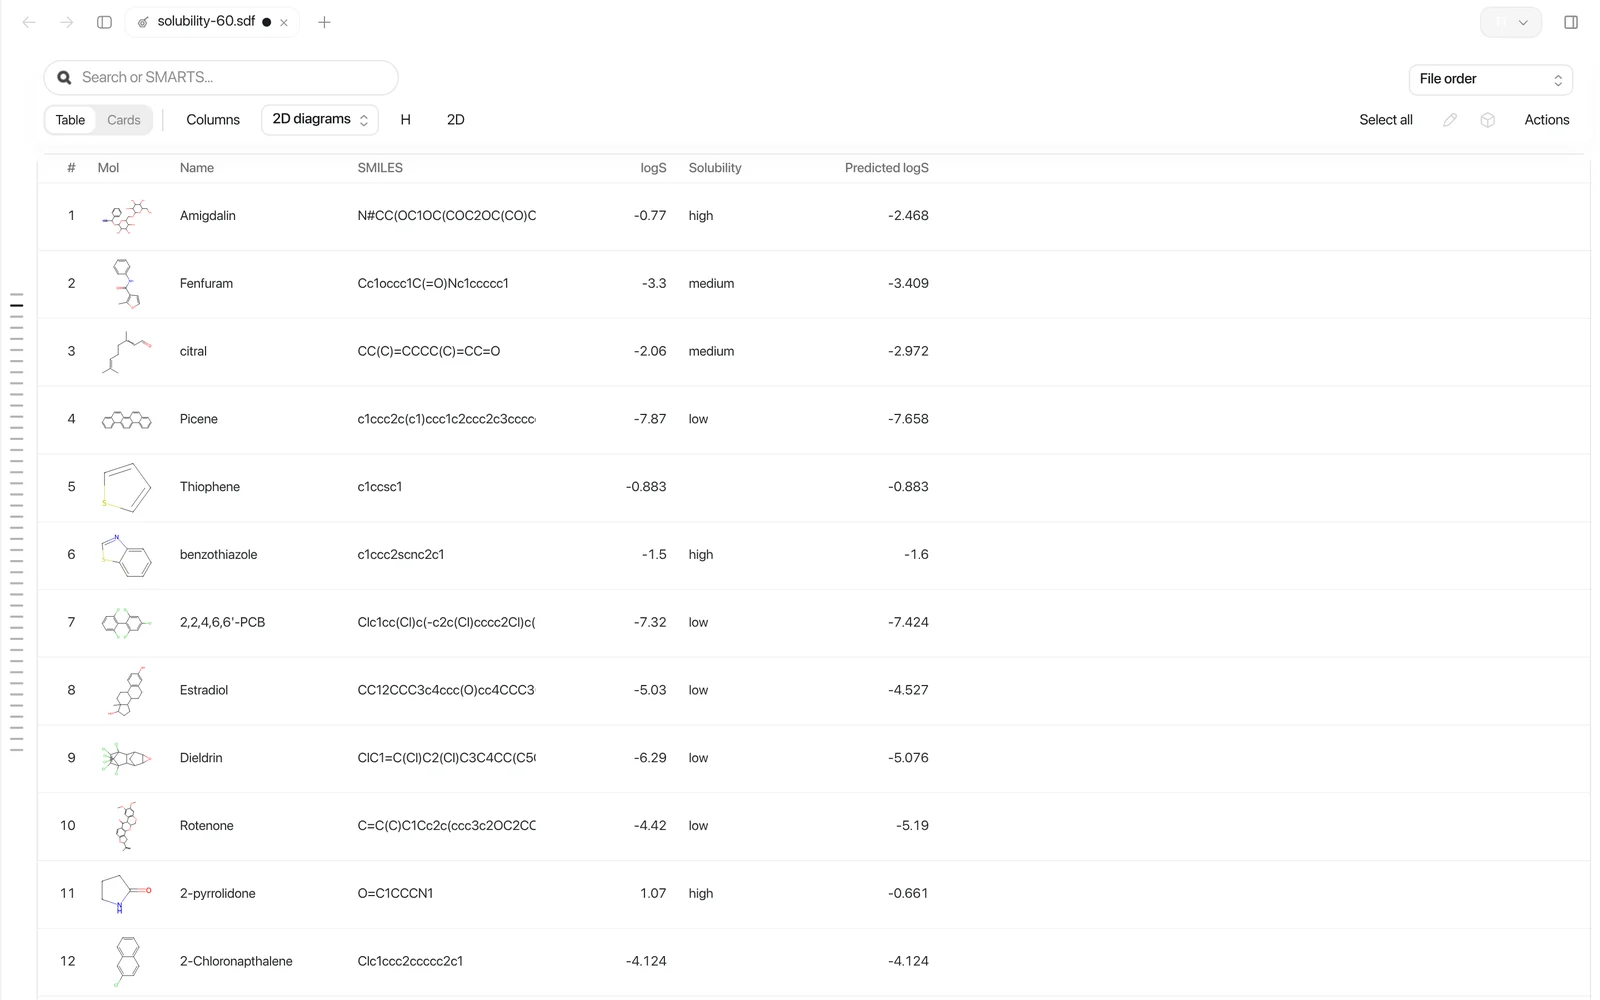 solubility-60.sdf
Search or SMARTS...
File order
Table Cards Columns 2D diagrams H 2D Select all Actions
# Mol Name SMILES logS Solubility Predicted logS
1 Amigdalin N#CC(OC1OC(COC2OC(CO)C -0.77 high -2.468
2 Fenfuram Cc1occc1C(=O)Nc1ccccc1 -3.3 medium -3.409
3 citral CC(C)=CCCC(C)=CC=O -2.06 medium -2.972
4 Picene c1ccc2c(c1)ccc1c2ccc2c3cccc -7.87 low -7.658
5 Thiophene c1ccsc1 -0.883 -0.883
6 benzothiazole c1ccc2scnc2c1 -1.5 high -1.6
7 2,2,4,6,6'-PCB Clc1cc(Cl)c(-c2c(Cl)cccc2Cl)c( -7.32 low -7.424
8 Estradiol CC12CCC3c4ccc(O)cc4CCC3 -5.03 low -4.527
9 Dieldrin ClC1=C(Cl)C2(Cl)C3C4CC(C5 -6.29 low -5.076
10 Rotenone C=C(C)C1Cc2c(ccc3c2OC2CC -4.42 low -5.19
11 2-pyrrolidone O=C1CCCN1 1.07 high -0.661
12 2-Chloronapthalene Clc1ccc2ccccc2c1 -4.124 -4.124